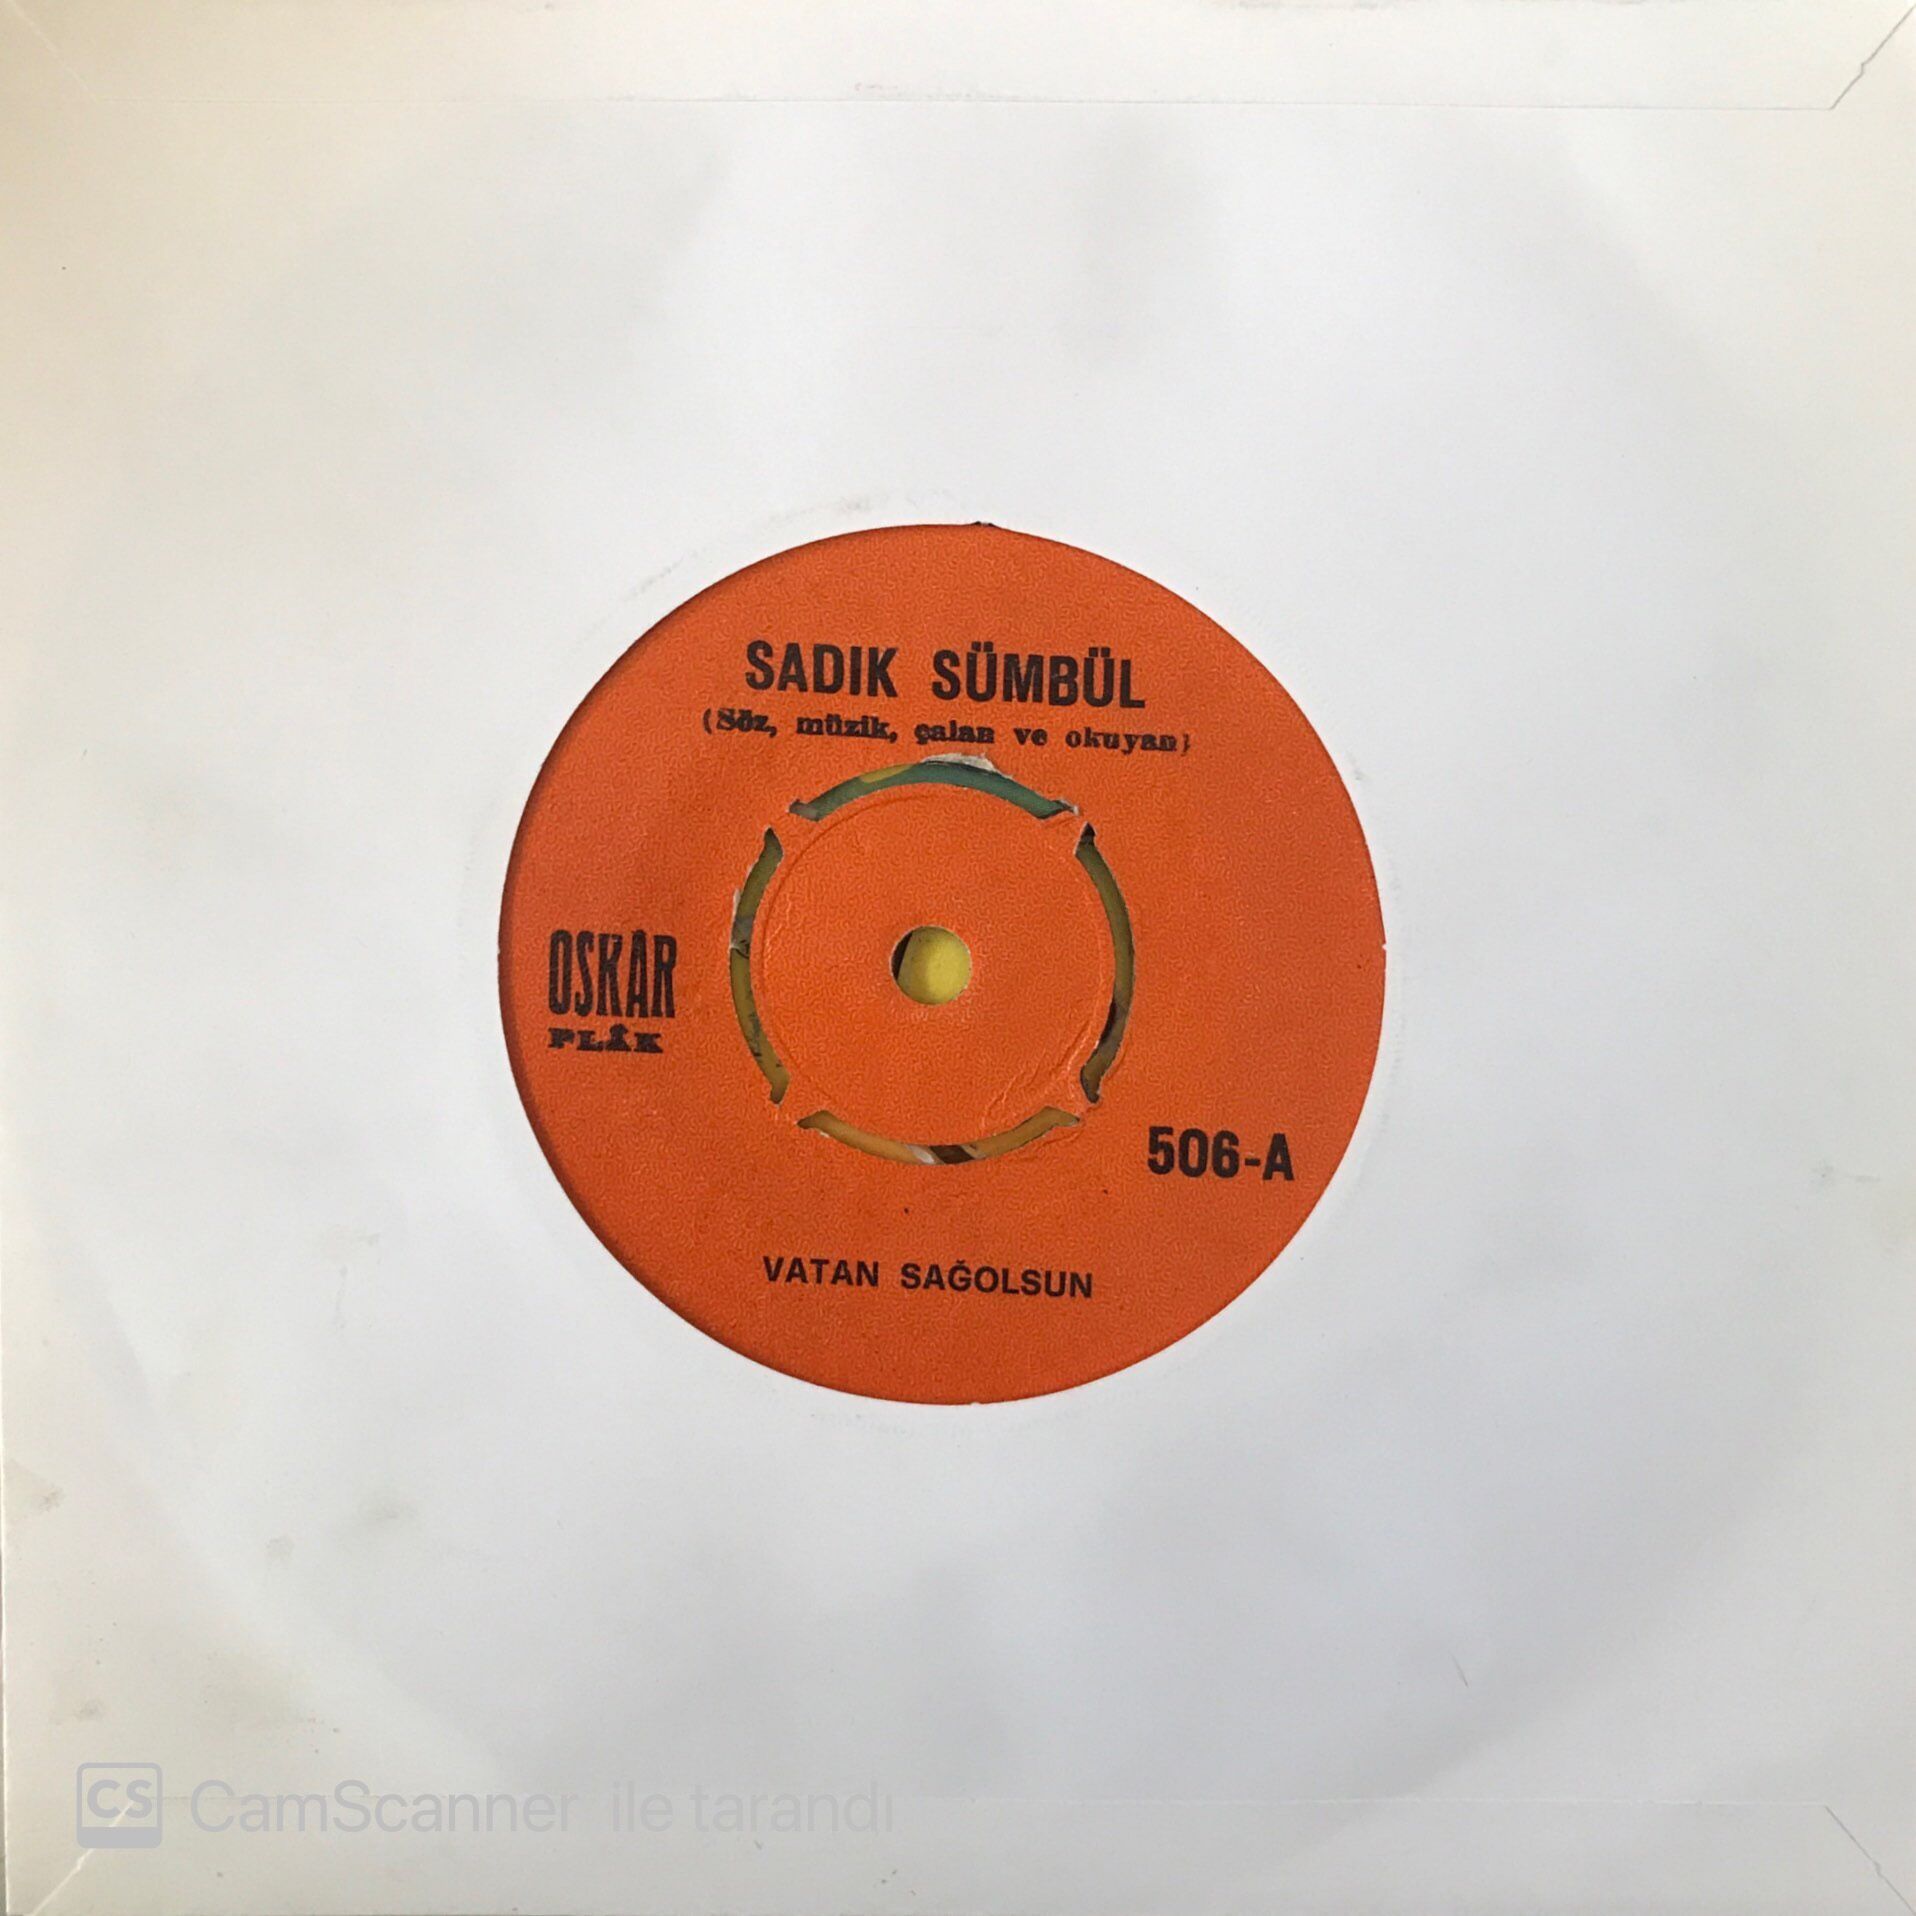 SADIK SÜMBÜL
(Söz, müzik, çalan ve okuyan)
OSKAR
PLÂK
506-A
VATAN SAĞOLSUN
CS CamScanner ile tarandı